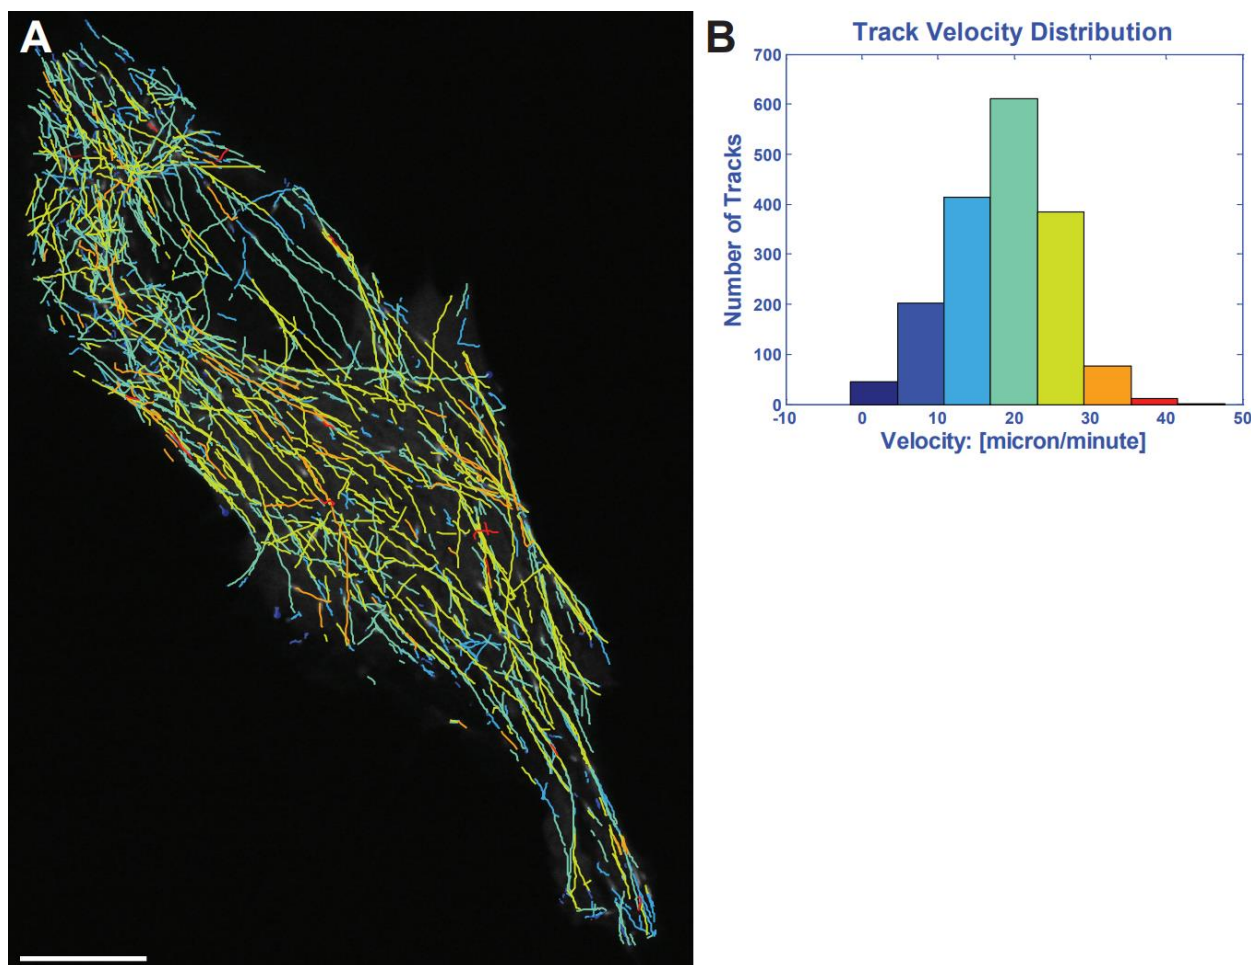 A
B
Track Velocity Distribution
Number of Tracks
700
600
500
400
300
200
100
0
-10 0 10 20 30 40 50
Velocity: [micron/minute]